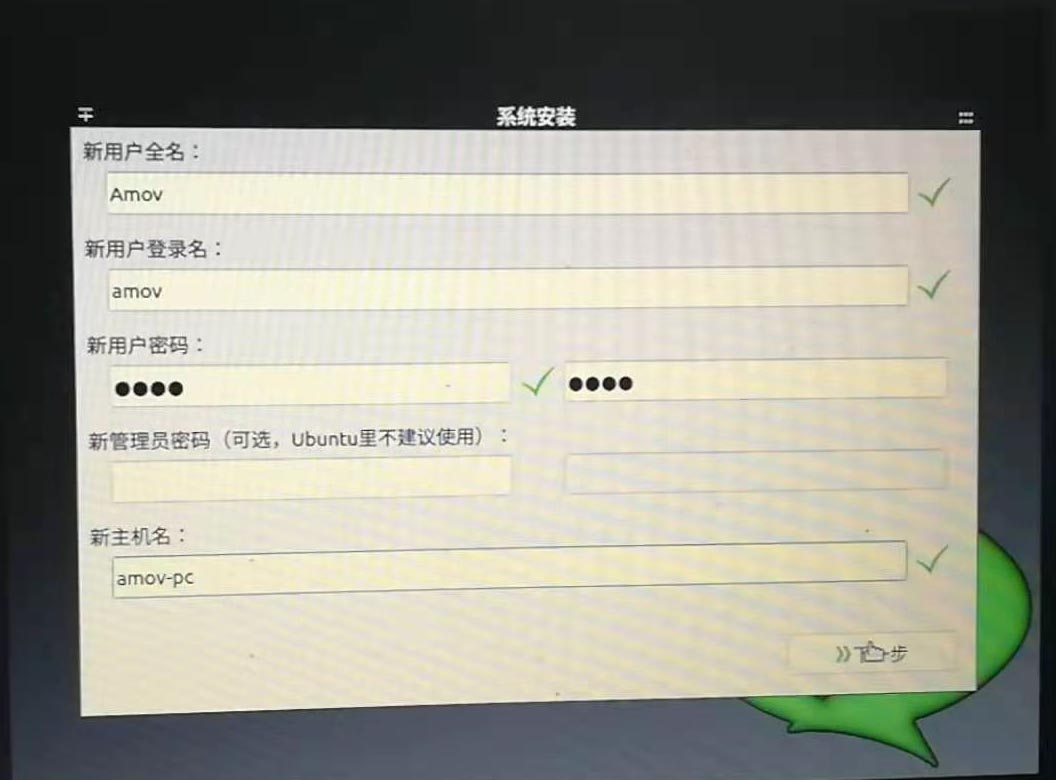 系统安装
新用户全名：
Amov
新用户登录名：
amov
新用户密码：
●●●● ●●●●
新管理员密码（可选，Ubuntu里不建议使用）：
新主机名：
amov-pc
下一步